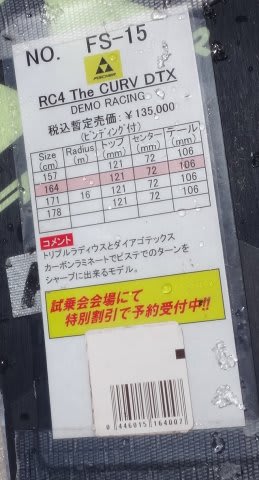 NO. FS-15
FISCHER
RC4 The CURV DTX
DEMO RACING
税込暫定売価：￥135,000
(ビンディング付)
Size(cm) Radius(m) トップ(mm) センター(mm) テール(mm)
157 121 72 106
164 121 72 106
171 16 121 72 106
178 121 72 106
コメント
トリプルラディウスとダイアゴテックス
カーボンラミネートでピステでのターンを
シャープに出来るモデル。
試乗会会場にて
特別割引で予約受付中!!
0 446015 164007